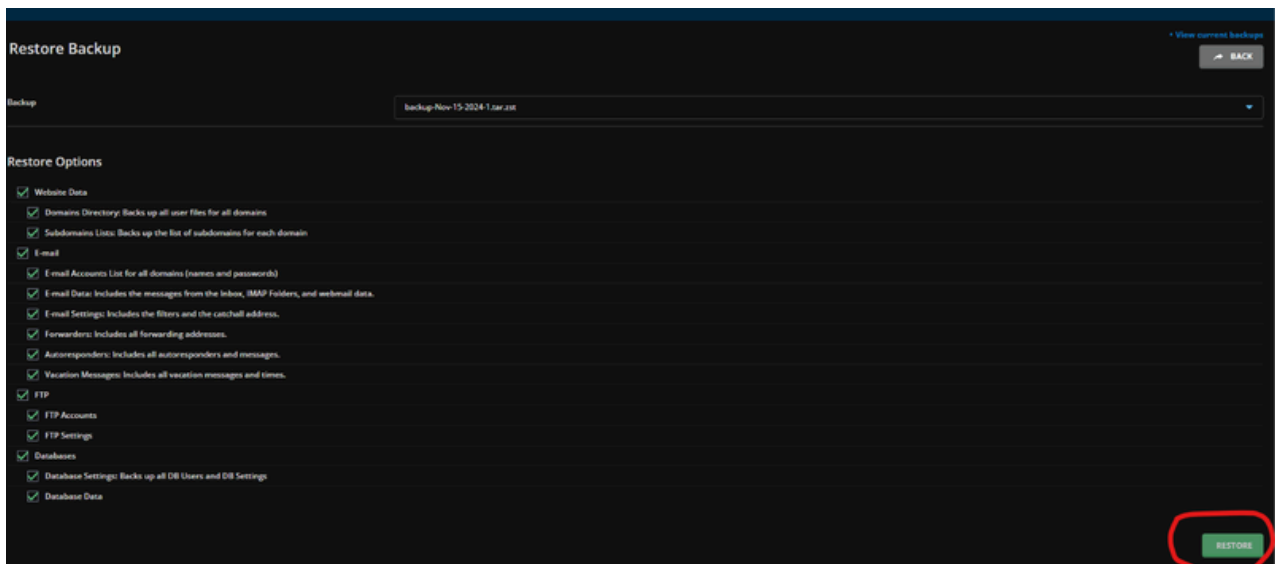 + View current backups
Restore Backup
BACK
Backup
backup-Nov-15-2024-1.tar.zst
Restore Options
Website Data
Domains Directory: Backs up all user files for all domains
Subdomains Lists: Backs up the list of subdomains for each domain
E-mail
E-mail Accounts List for all domains (names and passwords)
E-mail Data: Includes the messages from the Inbox, IMAP Folders, and webmail data.
E-mail Settings: Includes the filters and the catchall address.
Forwarders: Includes all forwarding addresses.
Autoresponders: Includes all autoresponders and messages.
Vacation Messages: Includes all vacation messages and times.
FTP
FTP Accounts
FTP Settings
Databases
Database Settings: Backs up all DB Users and DB Settings
Database Data
RESTORE